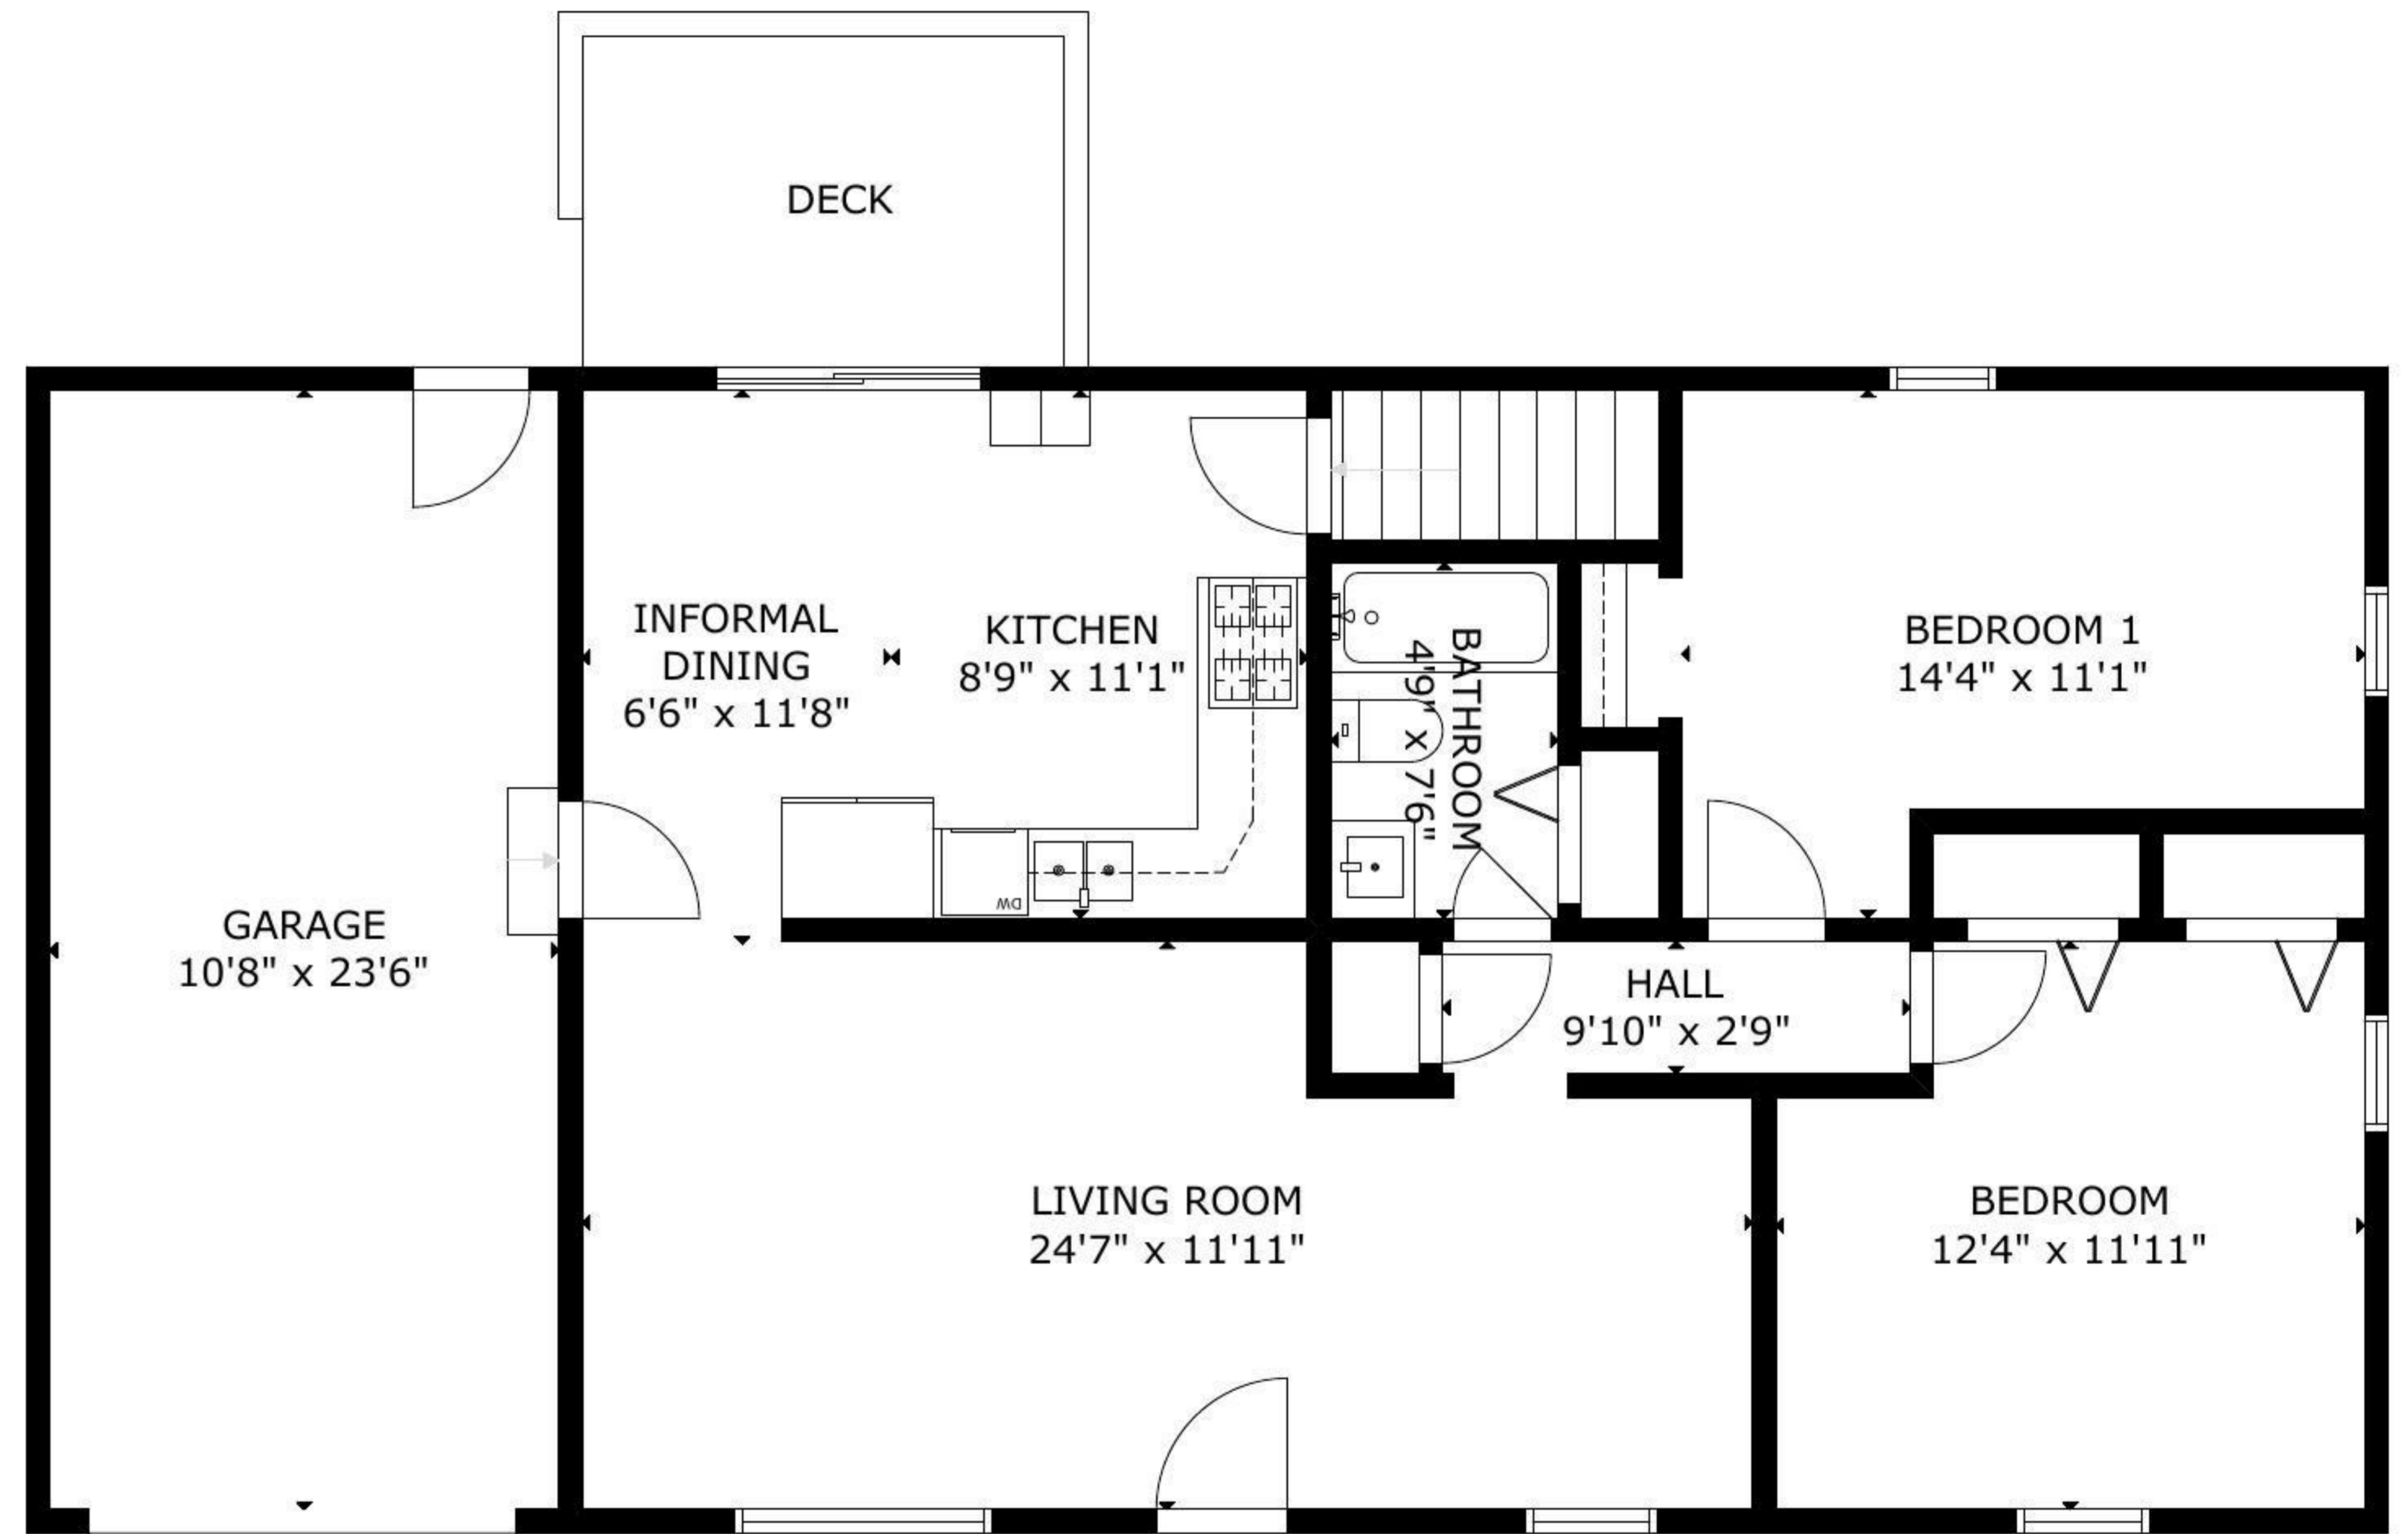 DECK
INFORMAL
DINING
6'6" x 11'8"
KITCHEN
8'9" x 11'1"
BATHROOM
4'9" x 7'6"
BEDROOM 1
14'4" x 11'1"
DW
GARAGE
10'8" x 23'6"
HALL
9'10" x 2'9"
LIVING ROOM
24'7" x 11'11"
BEDROOM
12'4" x 11'11"